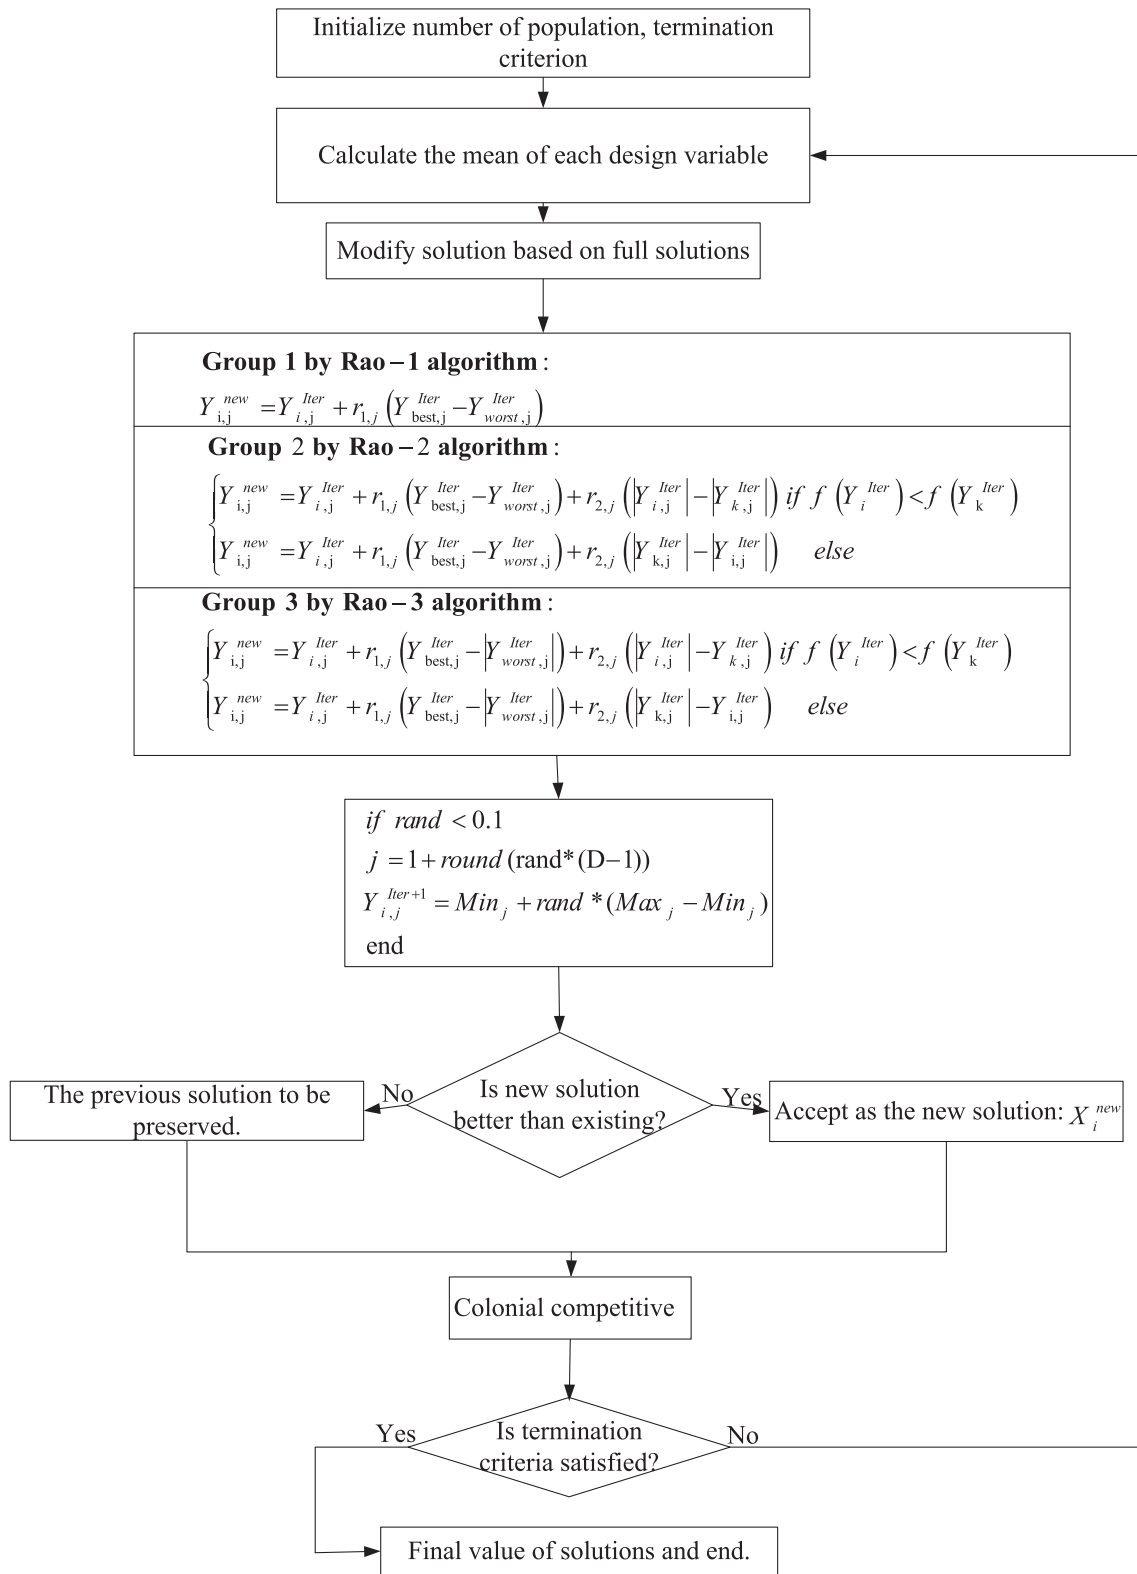 Initialize number of population, termination
criterion
Calculate the mean of each design variable
Modify solution based on full solutions
Group 1 by Rao−1 algorithm:
Y_{i,j}^{new} = Y_{i,j}^{Iter} + r_{1,j} (Y_{best,j}^{Iter} − Y_{worst,j}^{Iter})
Group 2 by Rao−2 algorithm:
Y_{i,j}^{new} = Y_{i,j}^{Iter} + r_{1,j} (Y_{best,j}^{Iter} − Y_{worst,j}^{Iter}) + r_{2,j} (|Y_{i,j}^{Iter}| − |Y_{k,j}^{Iter}|) if f (Y_{i}^{Iter}) < f (Y_{k}^{Iter})
Y_{i,j}^{new} = Y_{i,j}^{Iter} + r_{1,j} (Y_{best,j}^{Iter} − Y_{worst,j}^{Iter}) + r_{2,j} (|Y_{k,j}^{Iter}| − |Y_{i,j}^{Iter}|) else
Group 3 by Rao−3 algorithm:
Y_{i,j}^{new} = Y_{i,j}^{Iter} + r_{1,j} (Y_{best,j}^{Iter} − |Y_{worst,j}^{Iter}|) + r_{2,j} (|Y_{i,j}^{Iter}| − Y_{k,j}^{Iter}) if f (Y_{i}^{Iter}) < f (Y_{k}^{Iter})
Y_{i,j}^{new} = Y_{i,j}^{Iter} + r_{1,j} (Y_{best,j}^{Iter} − |Y_{worst,j}^{Iter}|) + r_{2,j} (|Y_{k,j}^{Iter}| − Y_{i,j}^{Iter}) else
if rand < 0.1
j = 1 + round (rand*(D−1))
Y_{i,j}^{Iter+1} = Min_{j} + rand *(Max_{j} − Min_{j})
end
Is new solution
better than existing?
No
Yes
The previous solution to be
preserved.
Accept as the new solution: X_{i}^{new}
Colonial competitive
Is termination
criteria satisfied?
Yes
No
Final value of solutions and end.